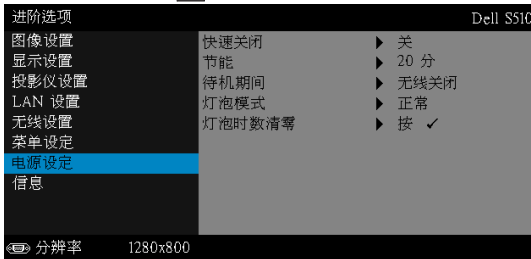 进阶选项 Dell S510
图像设置 快速关闭 关
显示设置 节能 20 分
投影仪设置 待机期间 无线关闭
LAN 设置 灯泡模式 正常
无线设置 灯泡时数清零 按 ✓
菜单设定
电源设定
信息
分辨率 1280x800